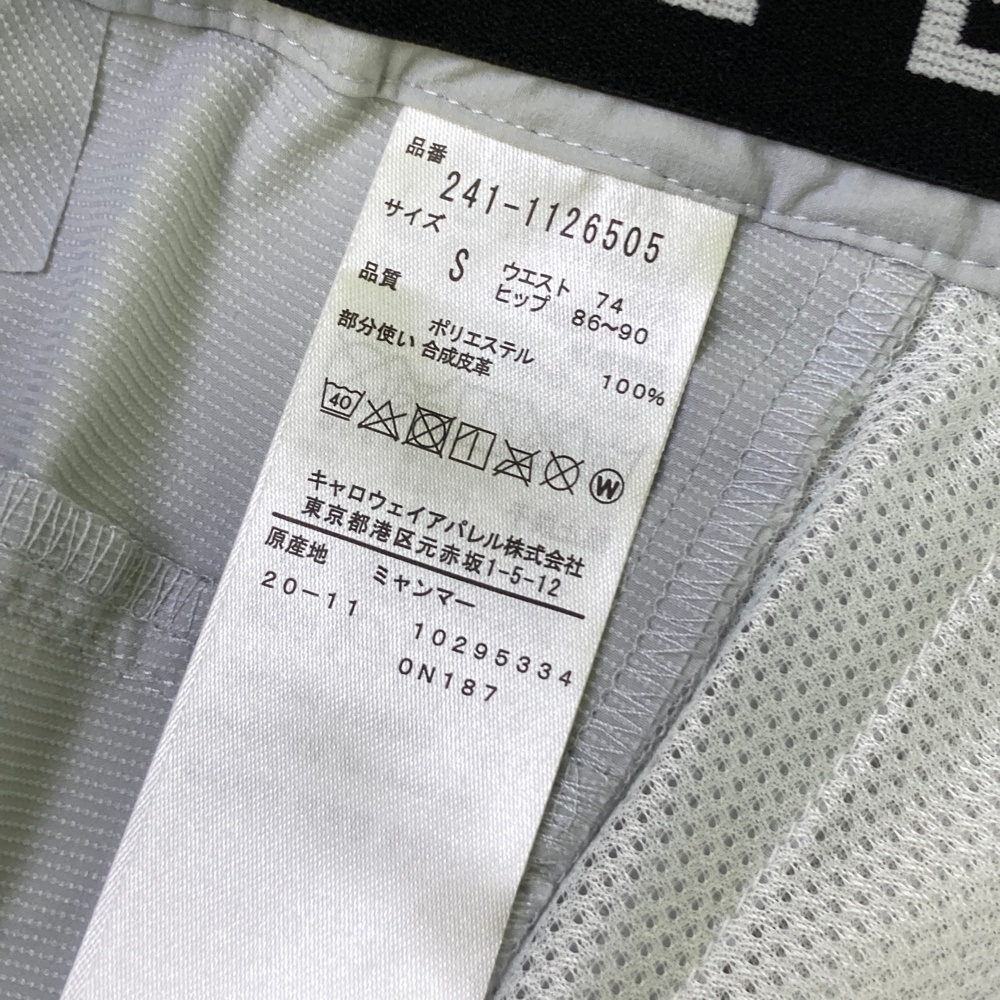 品番
241-1126505
サイズ
S ウエスト 74
ヒップ 86~90
品質
ポリエステル 100%
部分使い 合成皮革
40
W
キャロウェイアパレル株式会社
東京都港区元赤坂1-5-12
原産地 ミャンマー
20-11
10295334
0N187